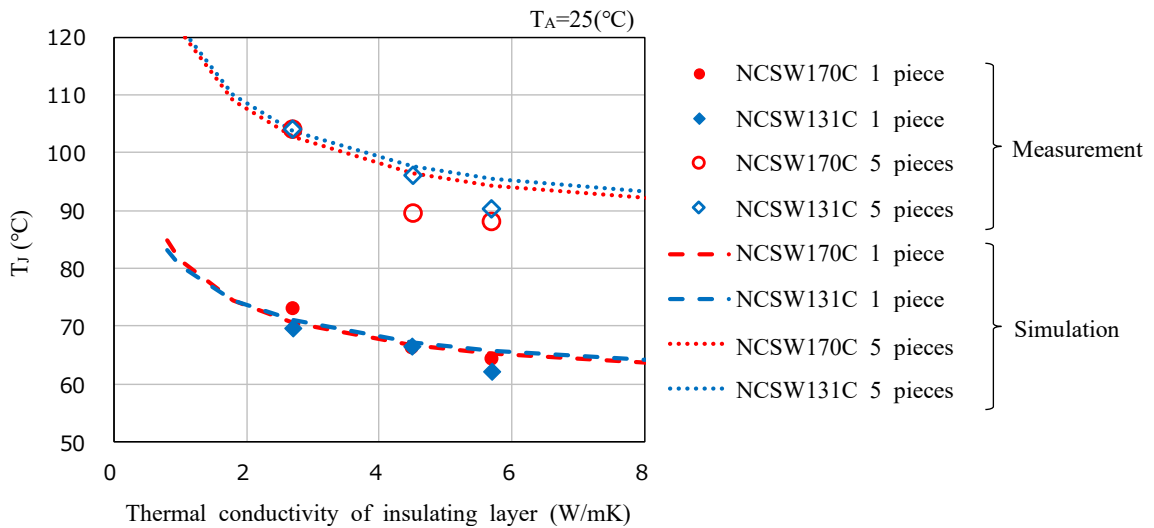 T_A=25(℃)
120
110
100
90
80
70
60
50
T_J (℃)
0 2 4 6 8
Thermal conductivity of insulating layer (W/mK)
NCSW170C 1 piece
NCSW131C 1 piece
NCSW170C 5 pieces
NCSW131C 5 pieces
Measurement
NCSW170C 1 piece
NCSW131C 1 piece
NCSW170C 5 pieces
NCSW131C 5 pieces
Simulation